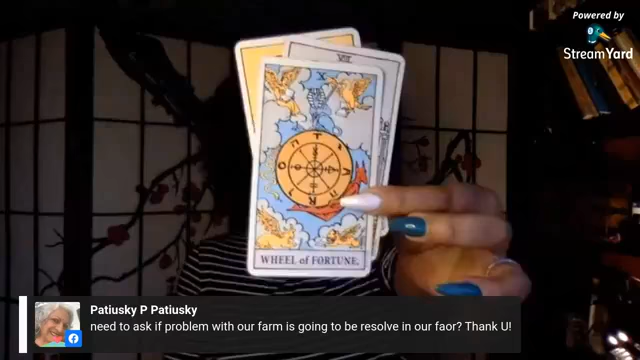 Powered by
StreamYard
VII
X
WHEEL of FORTUNE.
Patiusky P Patiusky
need to ask if problem with our farm is going to be resolve in our faor? Thank U!